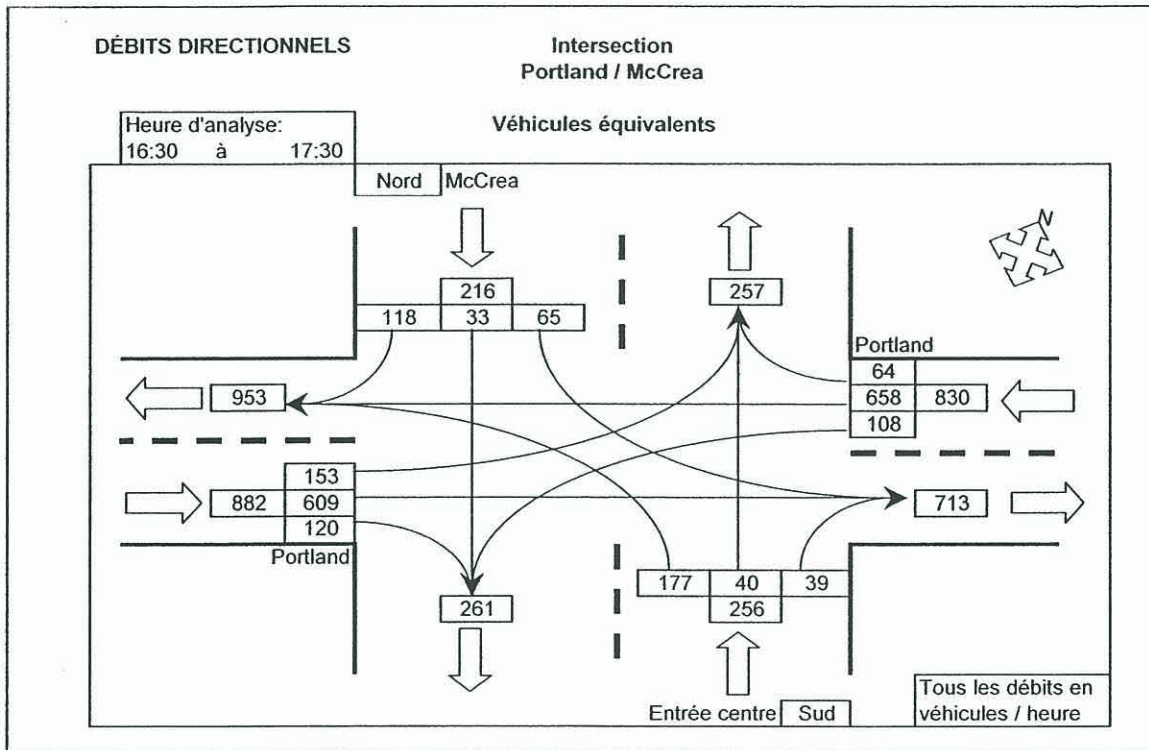 DÉBITS DIRECTIONNELS
Intersection
Portland / McCrea
Véhicules équivalents
Heure d'analyse:
16:30 à 17:30
Nord McCrea
N
216
118 33 65
257
Portland
64
658 830
108
953
153
882 609
120
Portland
713
261
177 40 39
256
Entrée centre Sud
Tous les débits en
véhicules / heure